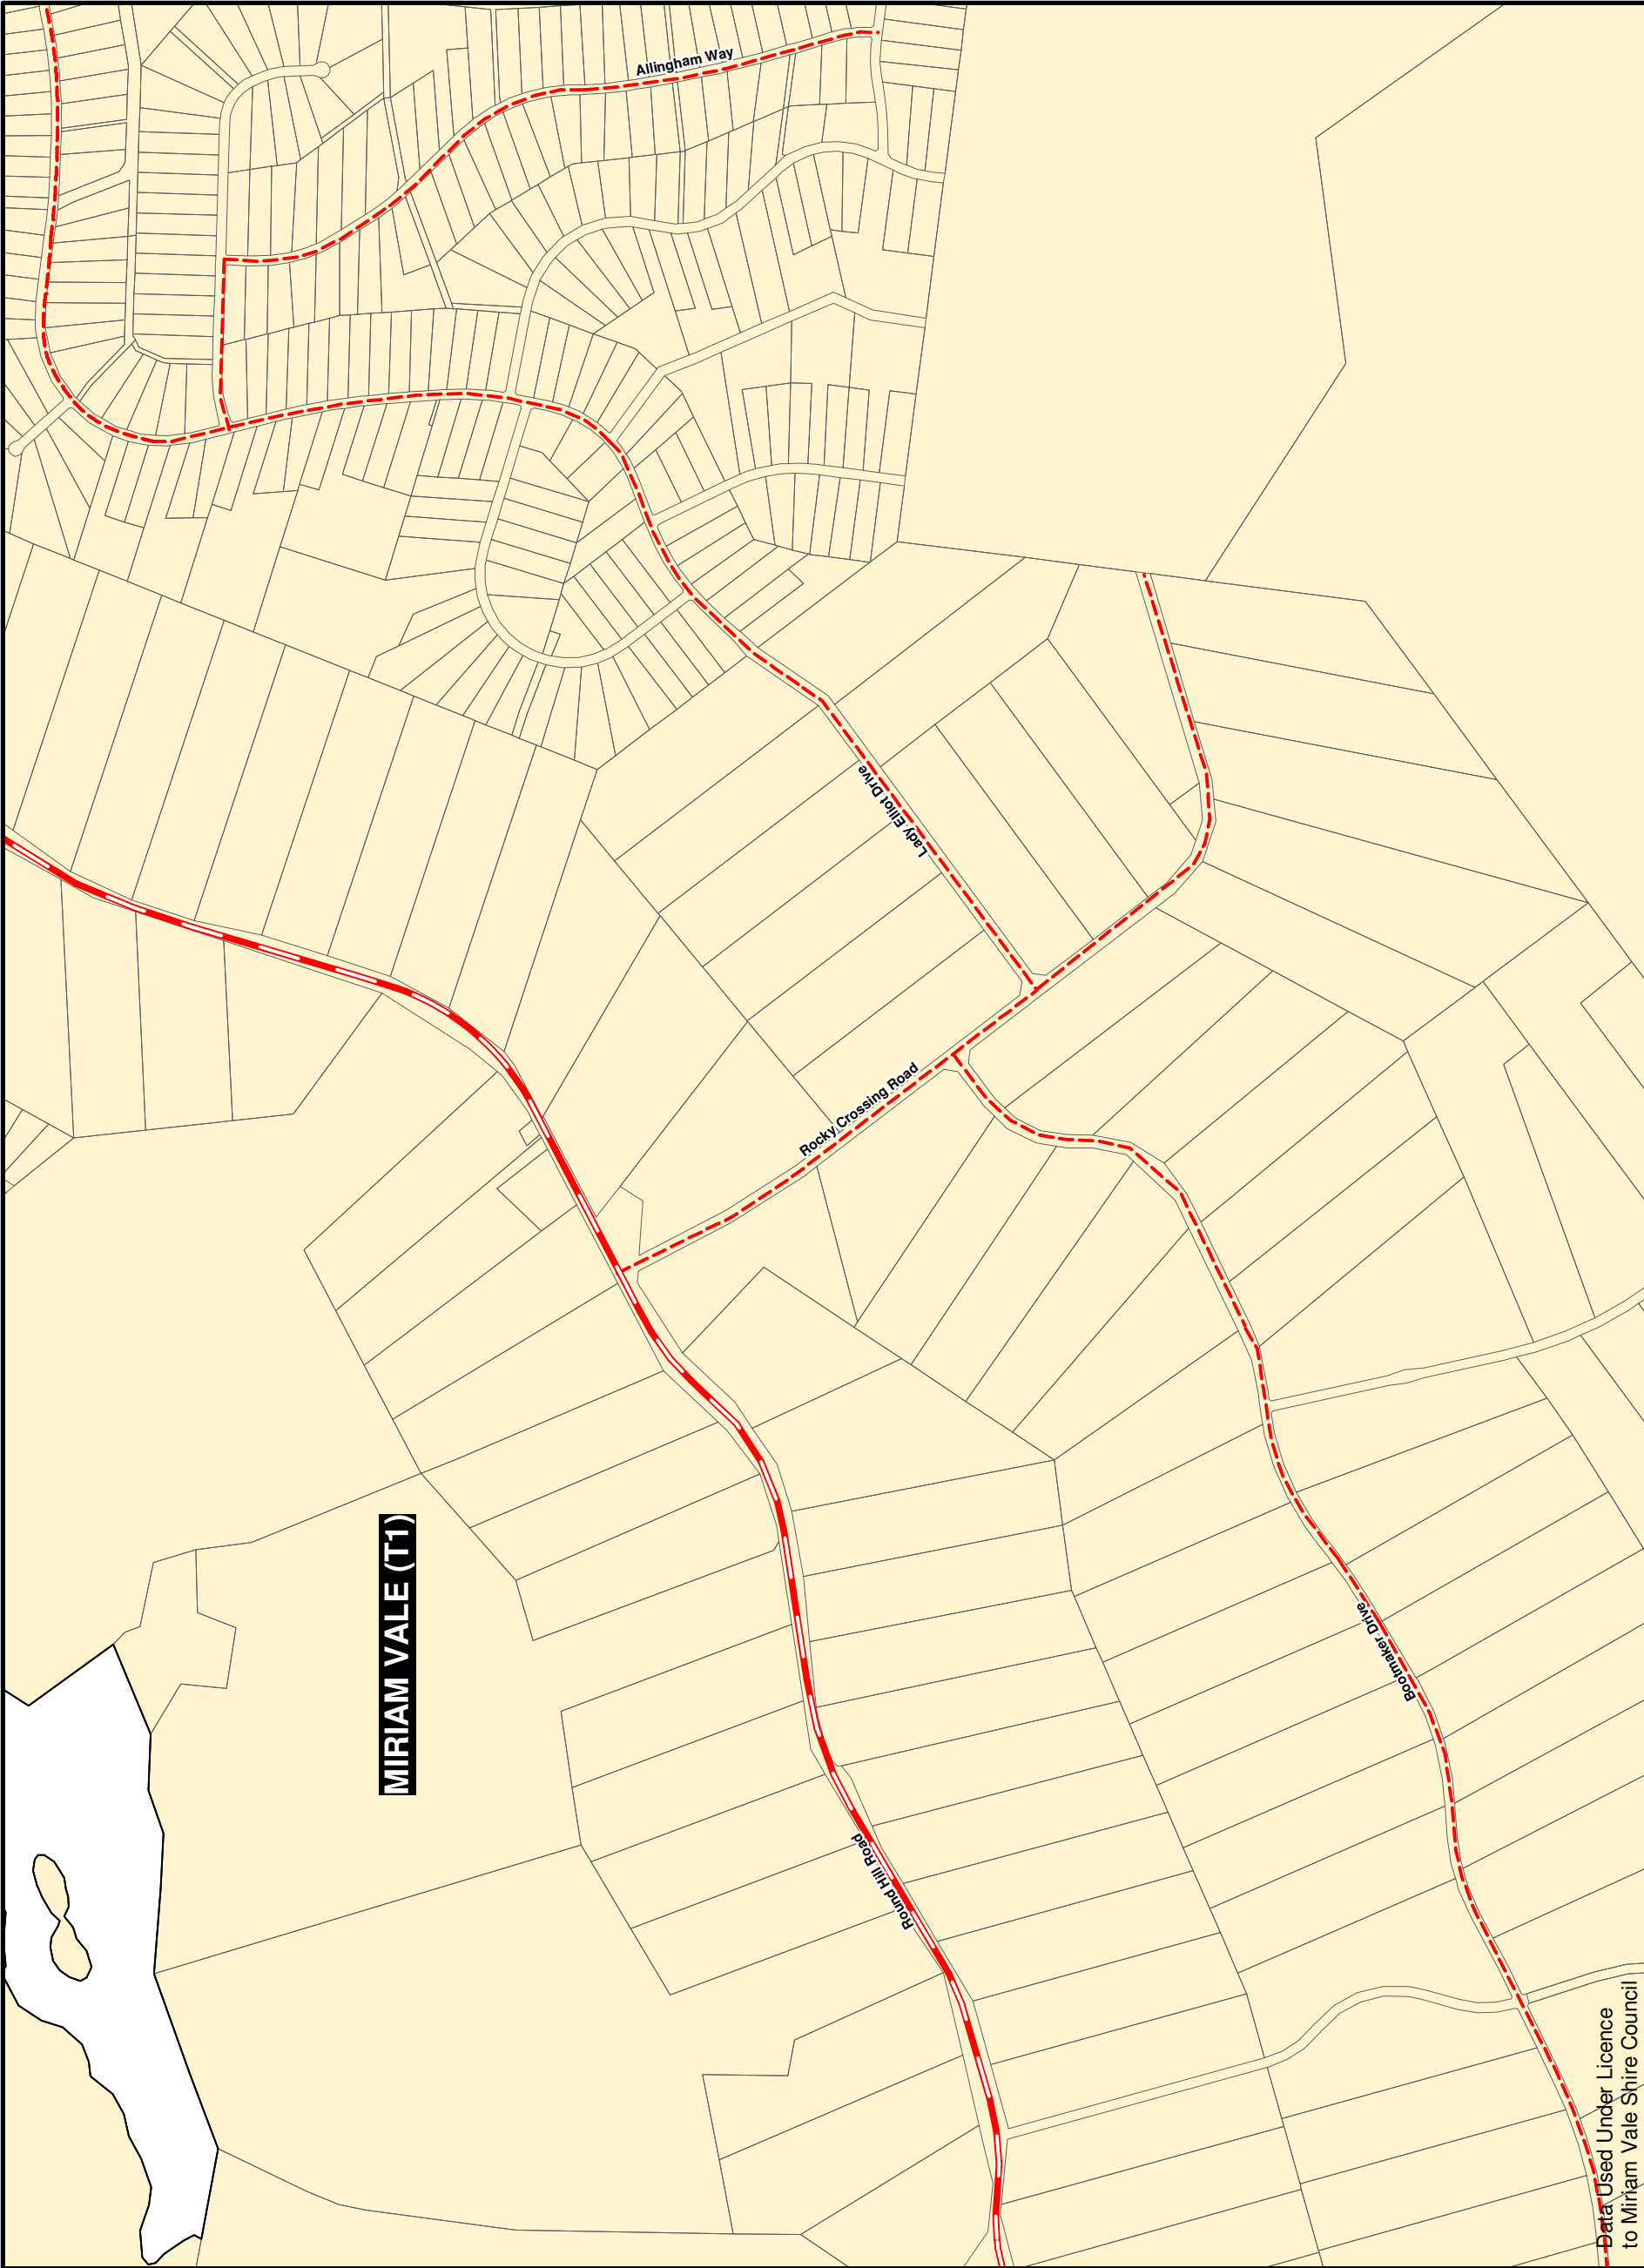 Allingham Way
Lady Elliot Drive
Rocky Crossing Road
MIRIAM VALE (T1)
Bootmaker Drive
Round Hill Road
Data Used Under Licence
to Miriam Vale Shire Council